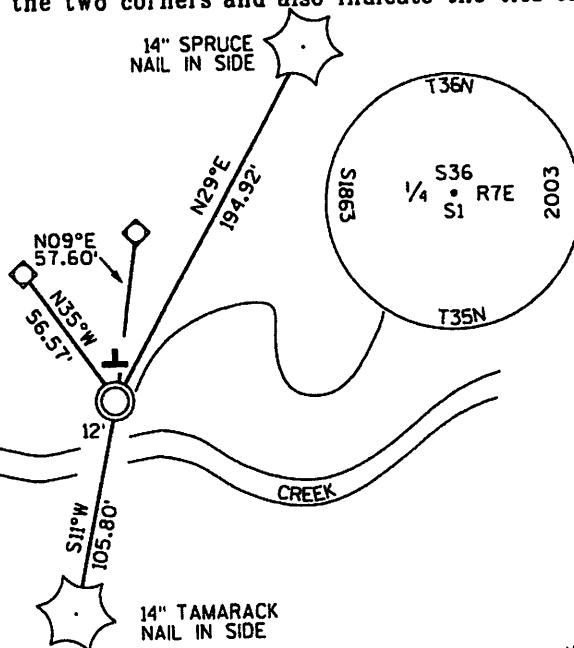 the two corners and also indicate the
14" SPRUCE
NAIL IN SIDE
T36N
N29°E
194.92'
S1863
S36
1/4 • R7E
S1
2003
T35N
N09°E
57.60'
N35°W
56.57'
12'
CREEK
S11°W
105.80'
14" TAMARACK
NAIL IN SIDE